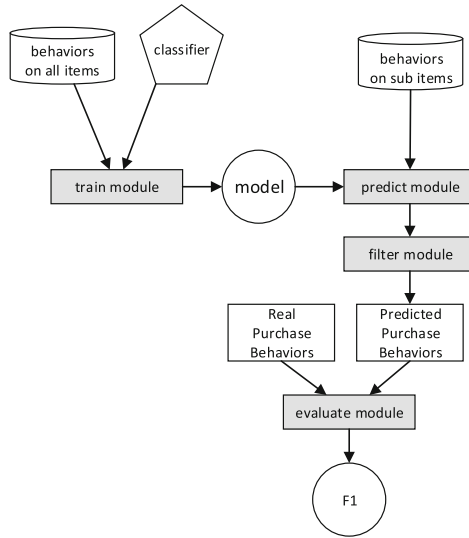 behaviors
on all items
classifier
behaviors
on sub items
train module
model
predict module
filter module
Real
Purchase
Behaviors
Predicted
Purchase
Behaviors
evaluate module
F1